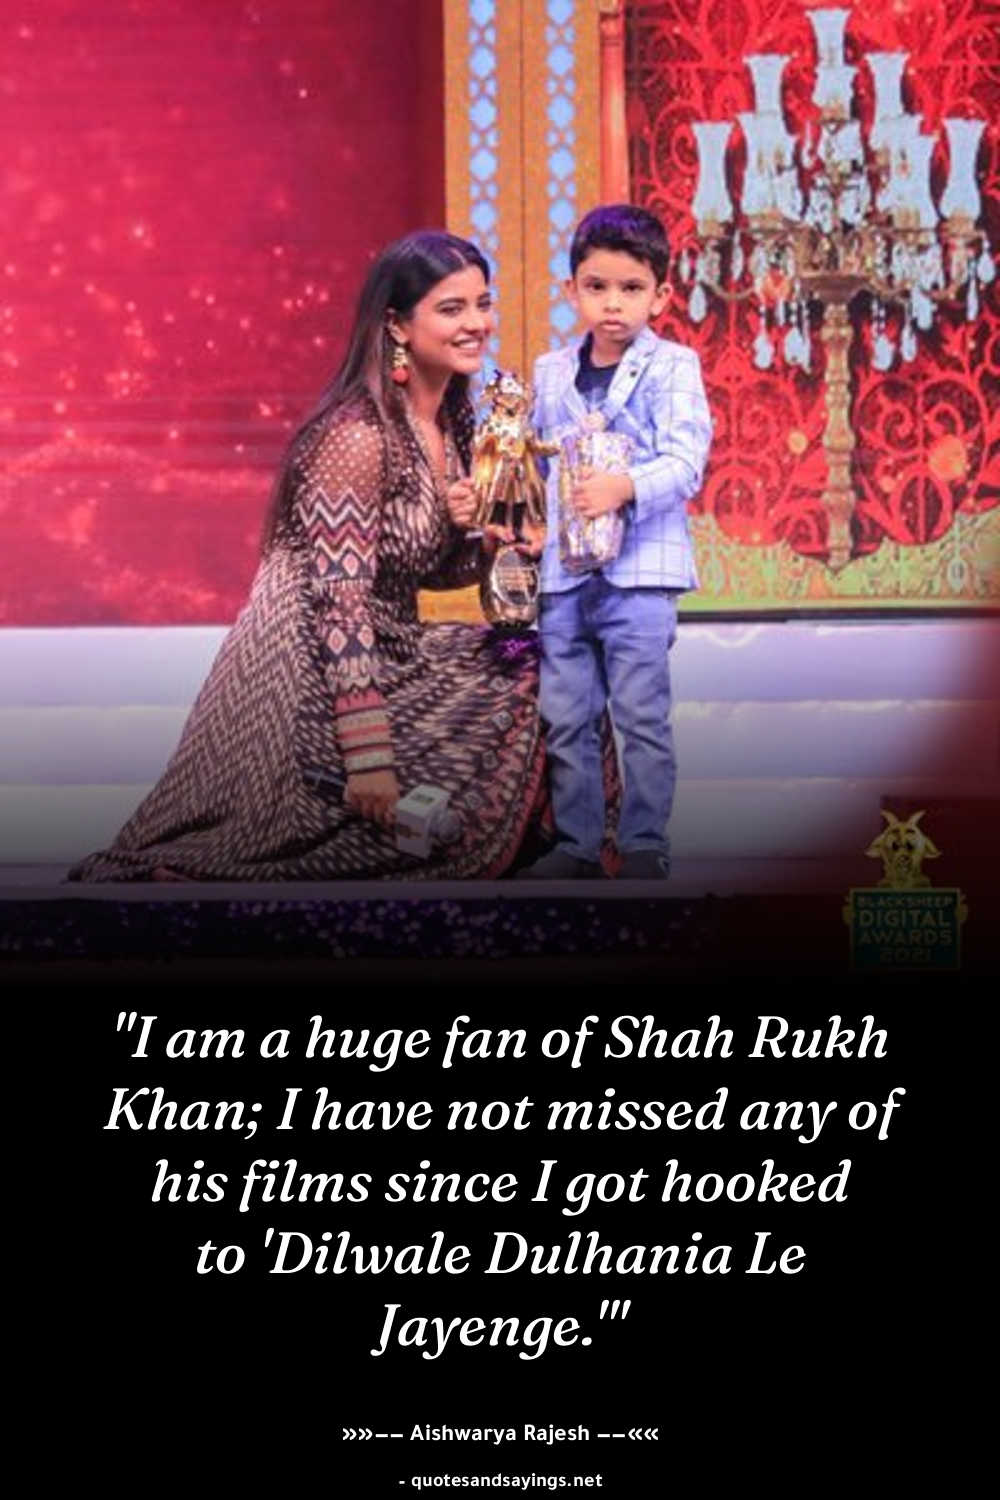 BLACKSHEEP
DIGITAL
AWARDS
2021
"I am a huge fan of Shah Rukh
Khan; I have not missed any of
his films since I got hooked
to 'Dilwale Dulhania Le
Jayenge.'"
»»−− Aishwarya Rajesh −−««
- quotesandsayings.net